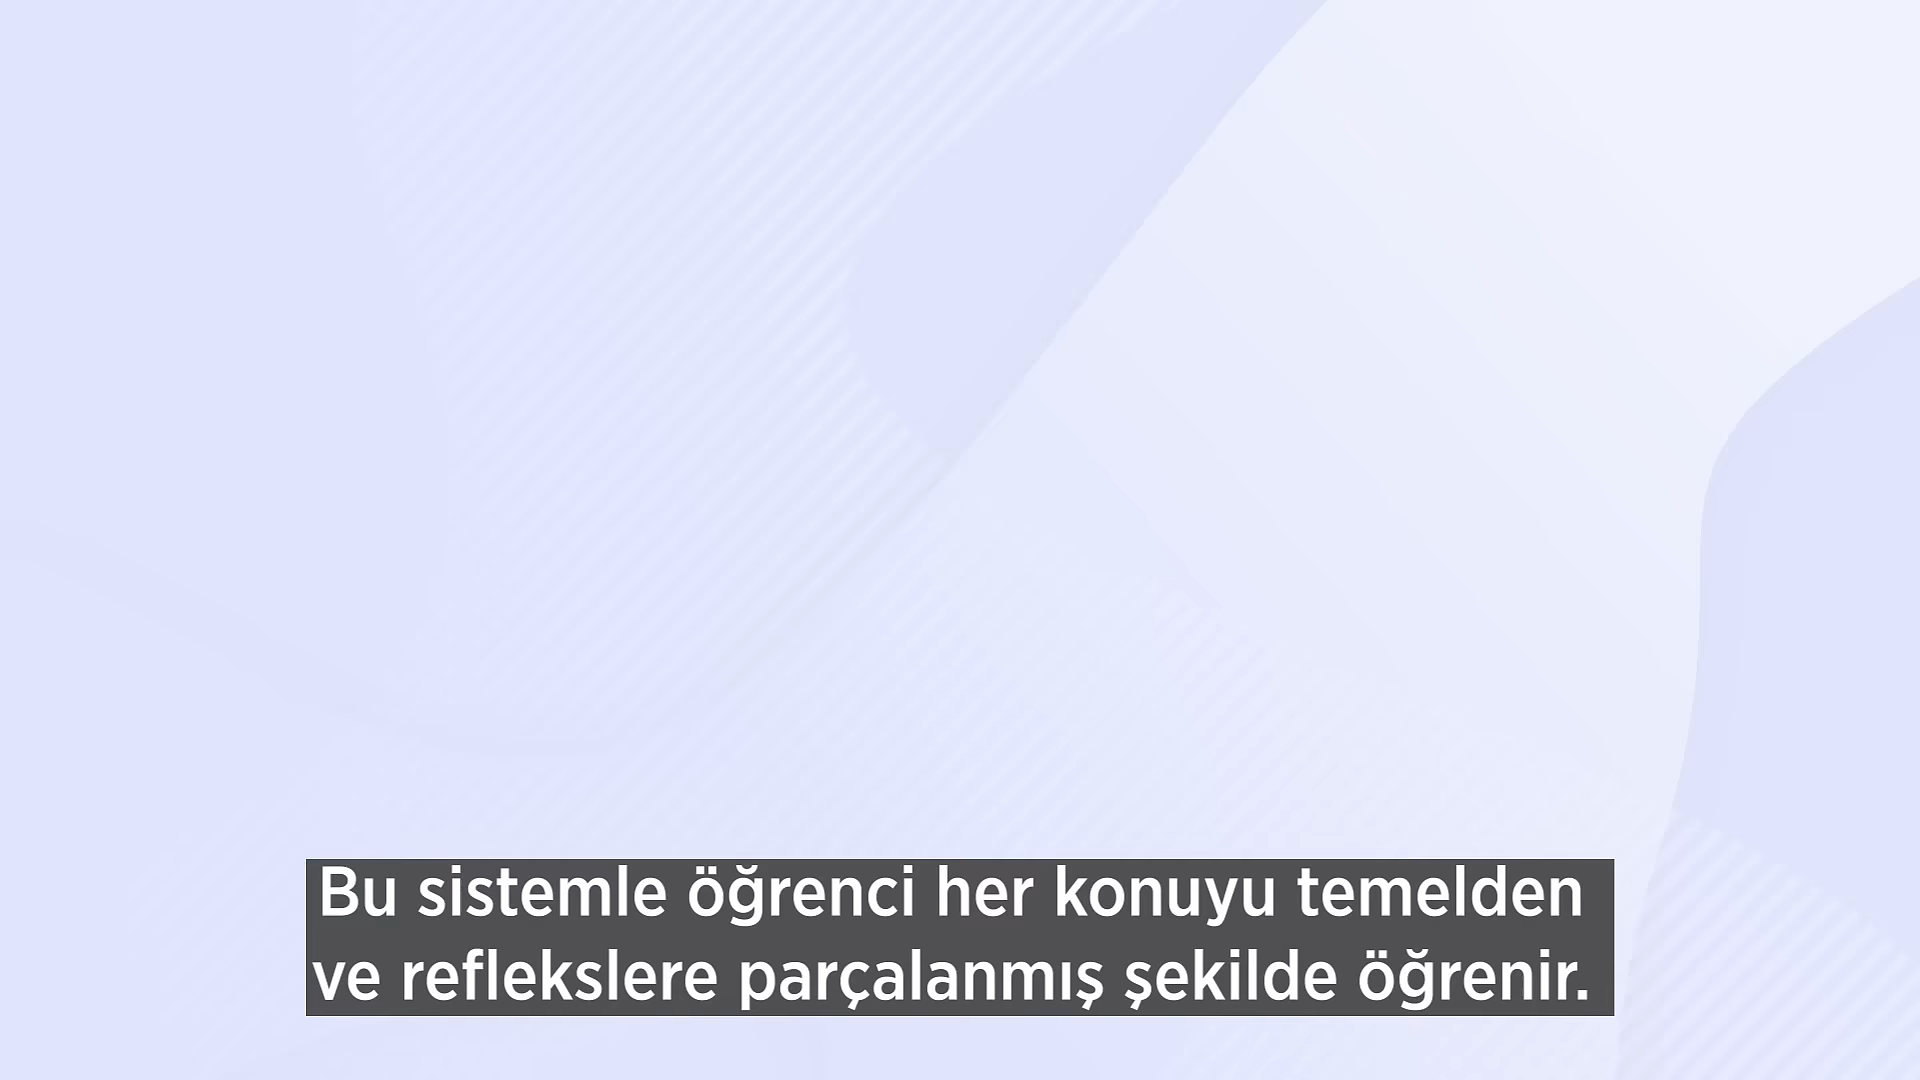 Bu sistemle öğrenci her konuyu temelden
ve reflekslere parçalanmış şekilde öğrenir.